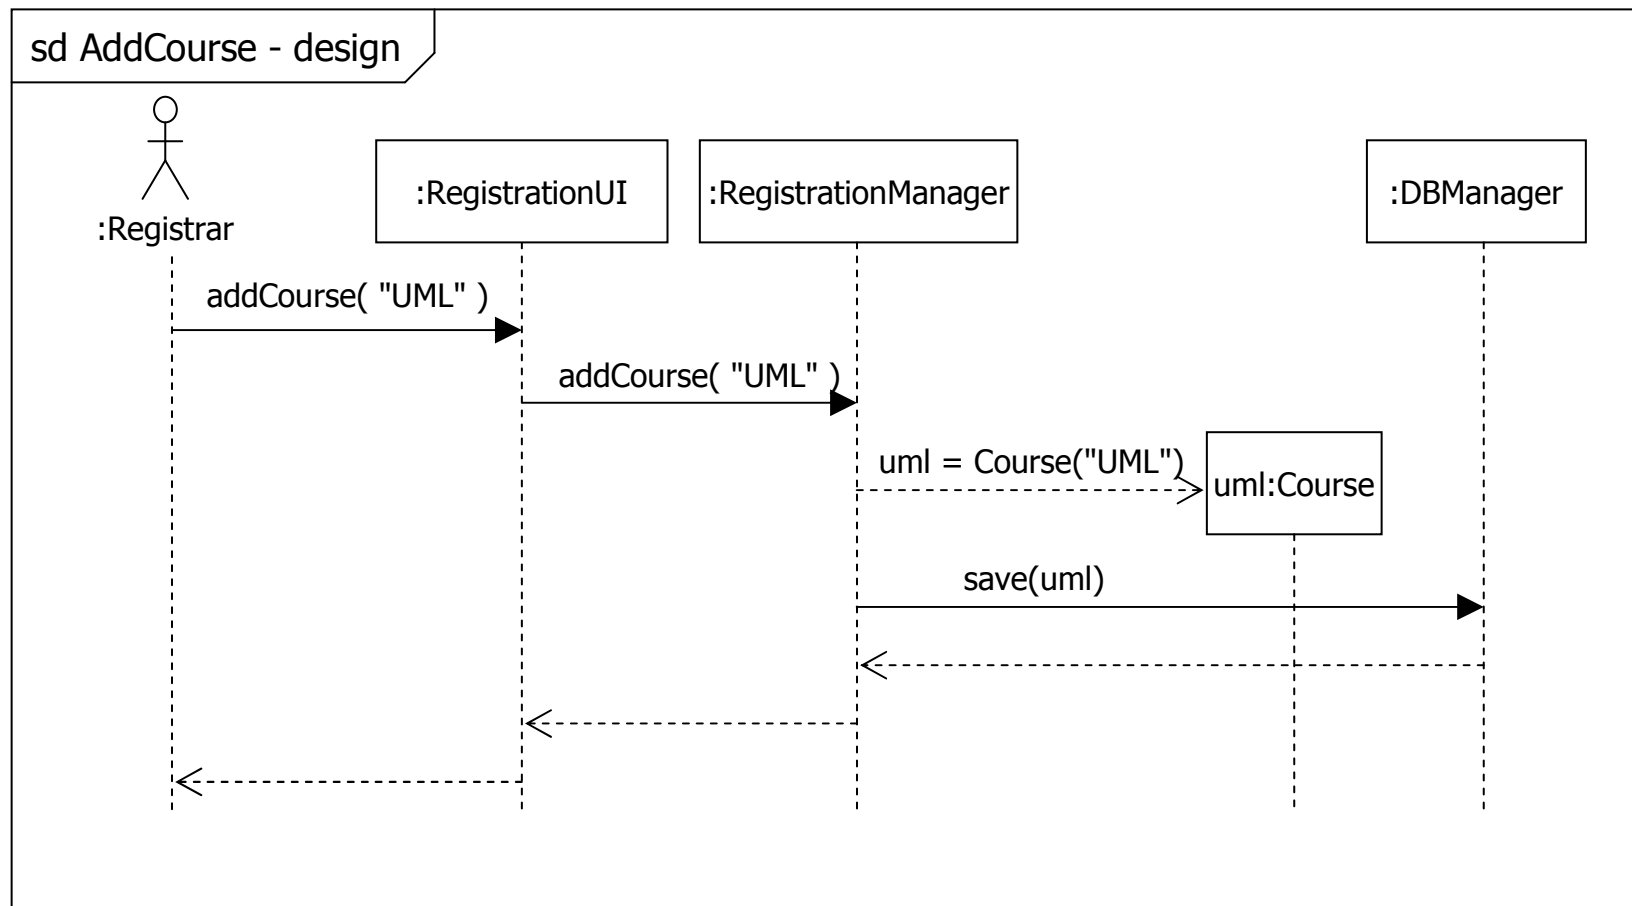 sd AddCourse - design
:Registrar
:RegistrationUI
:RegistrationManager
:DBManager
addCourse( "UML" )
addCourse( "UML" )
uml = Course("UML")
uml:Course
save(uml)